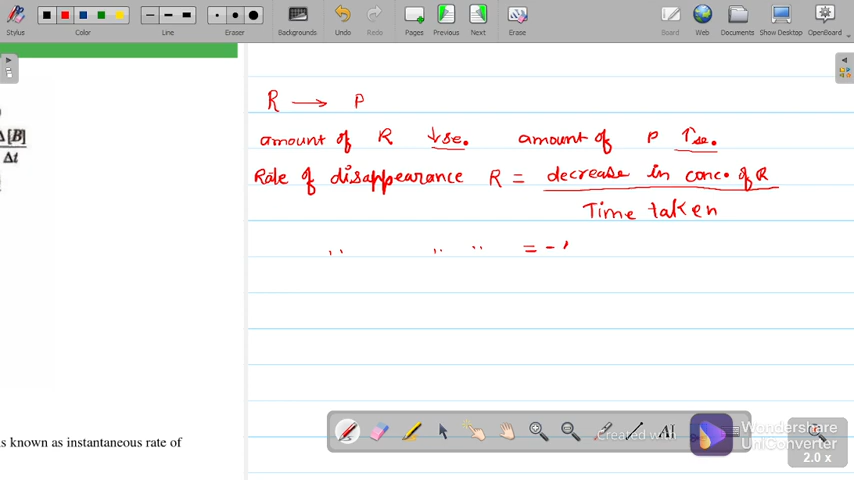 Stylus
Color
Line
Eraser
Backgrounds
Undo
Redo
Pages
Previous
Next
Erase
Board
Web
Documents
Show Desktop
OpenBoard
Δ[B]
Δt
R → P
amount of R ↓se. amount of P ↑se.
Rate of disappearance R = decrease in conc. of R
Time taken
,, ,, ,, = -
s known as instantaneous rate of
Created with
Wondershare
UniConverter
2.0 x